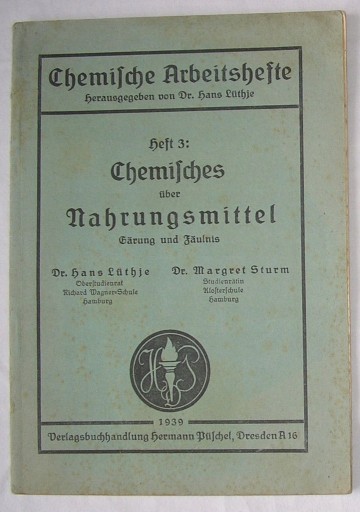 Chemische Arbeitshefte
Herausgegeben von Dr. Hans Lüthje
Heft 3:
Chemisches
über
Nahrungsmittel
Gärung und Fäulnis
Dr. Hans Lüthje
Oberstudienrat
Richard Wagner-Schule
Hamburg
Dr. Margret Sturm
Studienrätin
Klosterschule
Hamburg
HP
1939
Verlagsbuchhandlung Hermann Püschel, Dresden A 16